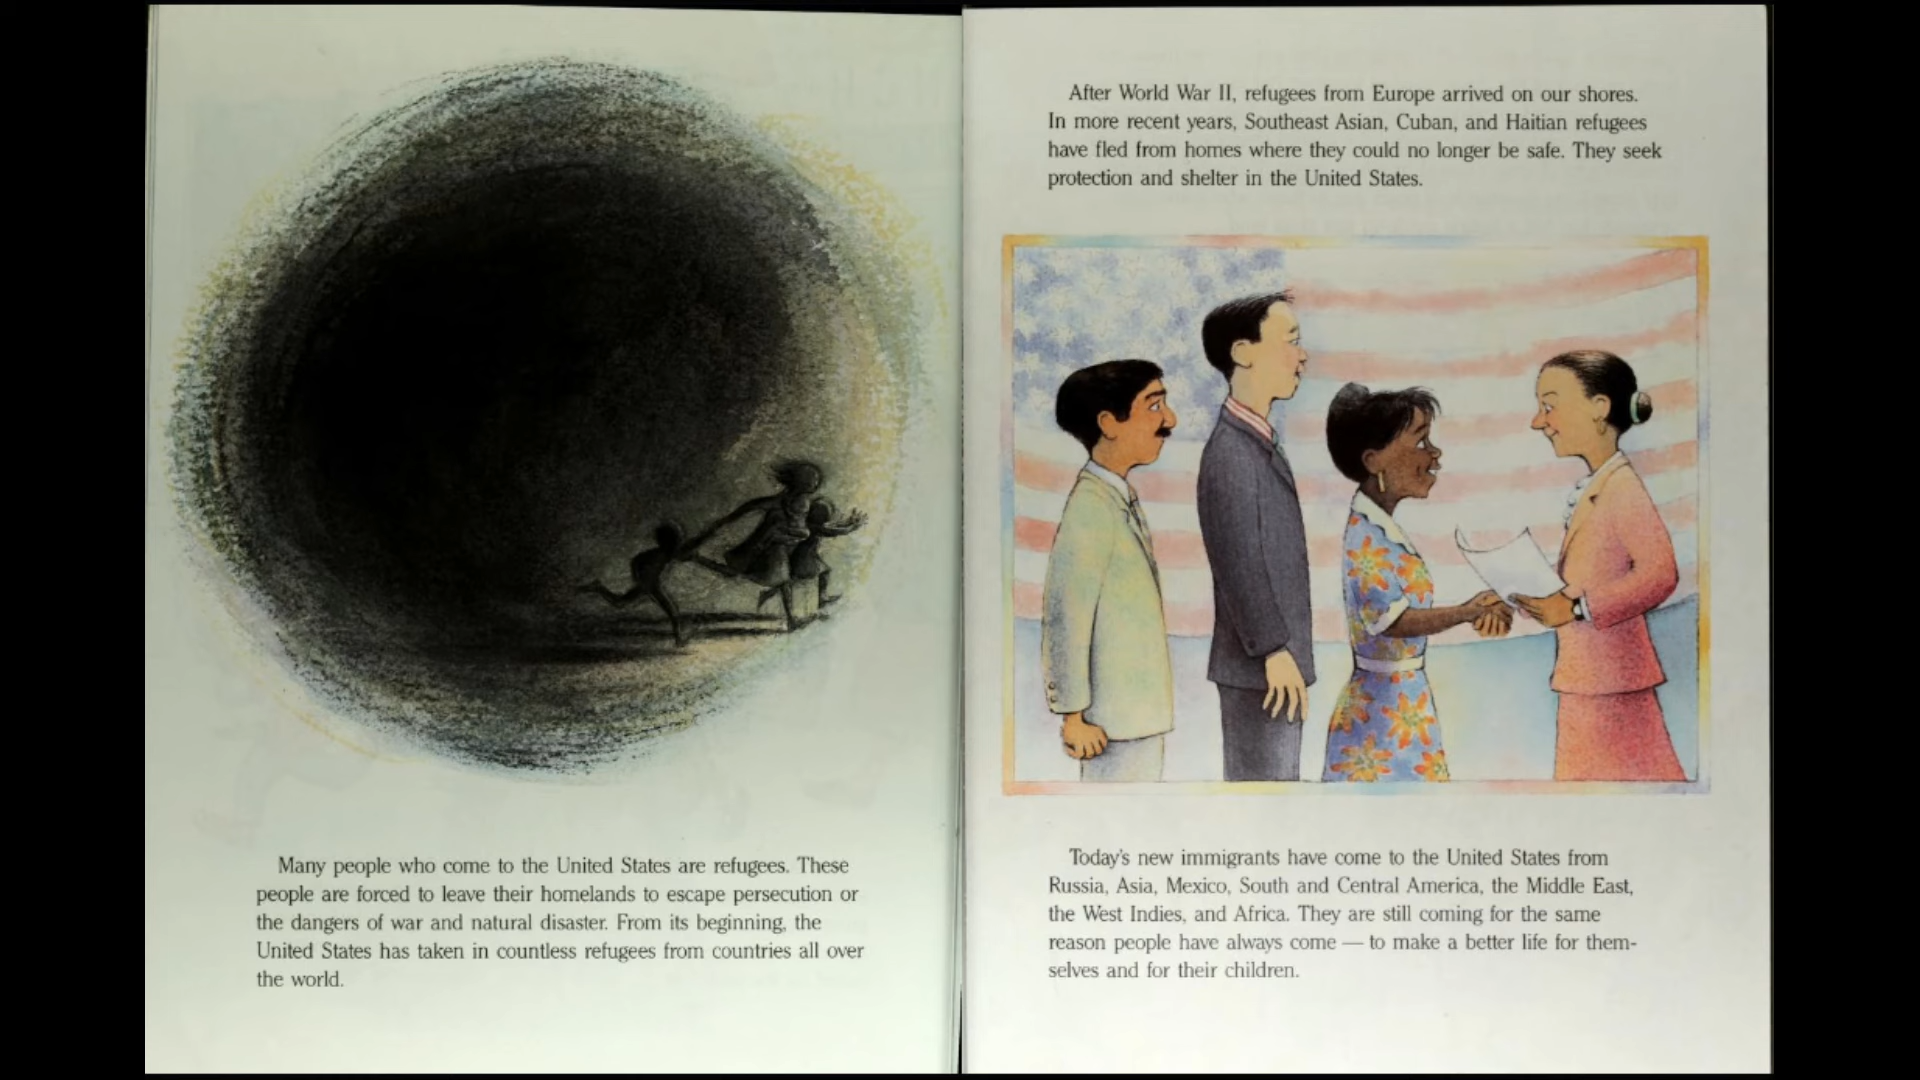 Many people who come to the United States are refugees. These
people are forced to leave their homelands to escape persecution or
the dangers of war and natural disaster. From its beginning, the
United States has taken in countless refugees from countries all over
the world.
After World War II, refugees from Europe arrived on our shores.
In more recent years, Southeast Asian, Cuban, and Haitian refugees
have fled from homes where they could no longer be safe. They seek
protection and shelter in the United States.
Today's new immigrants have come to the United States from
Russia, Asia, Mexico, South and Central America, the Middle East,
the West Indies, and Africa. They are still coming for the same
reason people have always come — to make a better life for them-
selves and for their children.